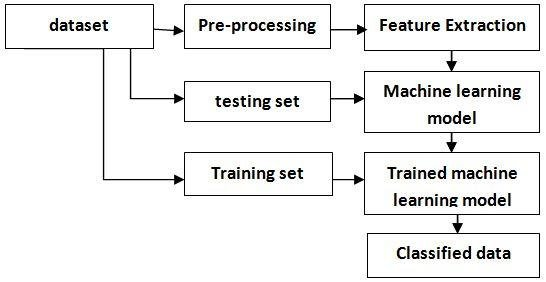 dataset
Pre-processing
Feature Extraction
testing set
Machine learning
model
Training set
Trained machine
learning model
Classified data